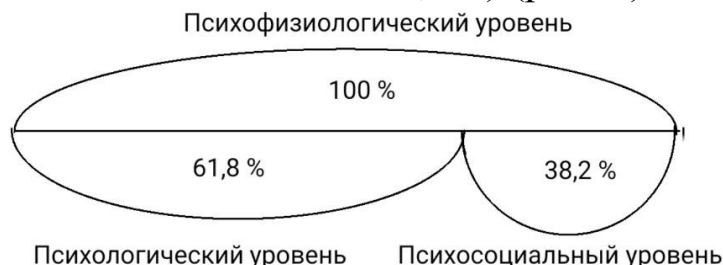 Психофизиологический уровень
100 %
61,8 %
38,2 %
Психологический уровень
Психосоциальный уровень